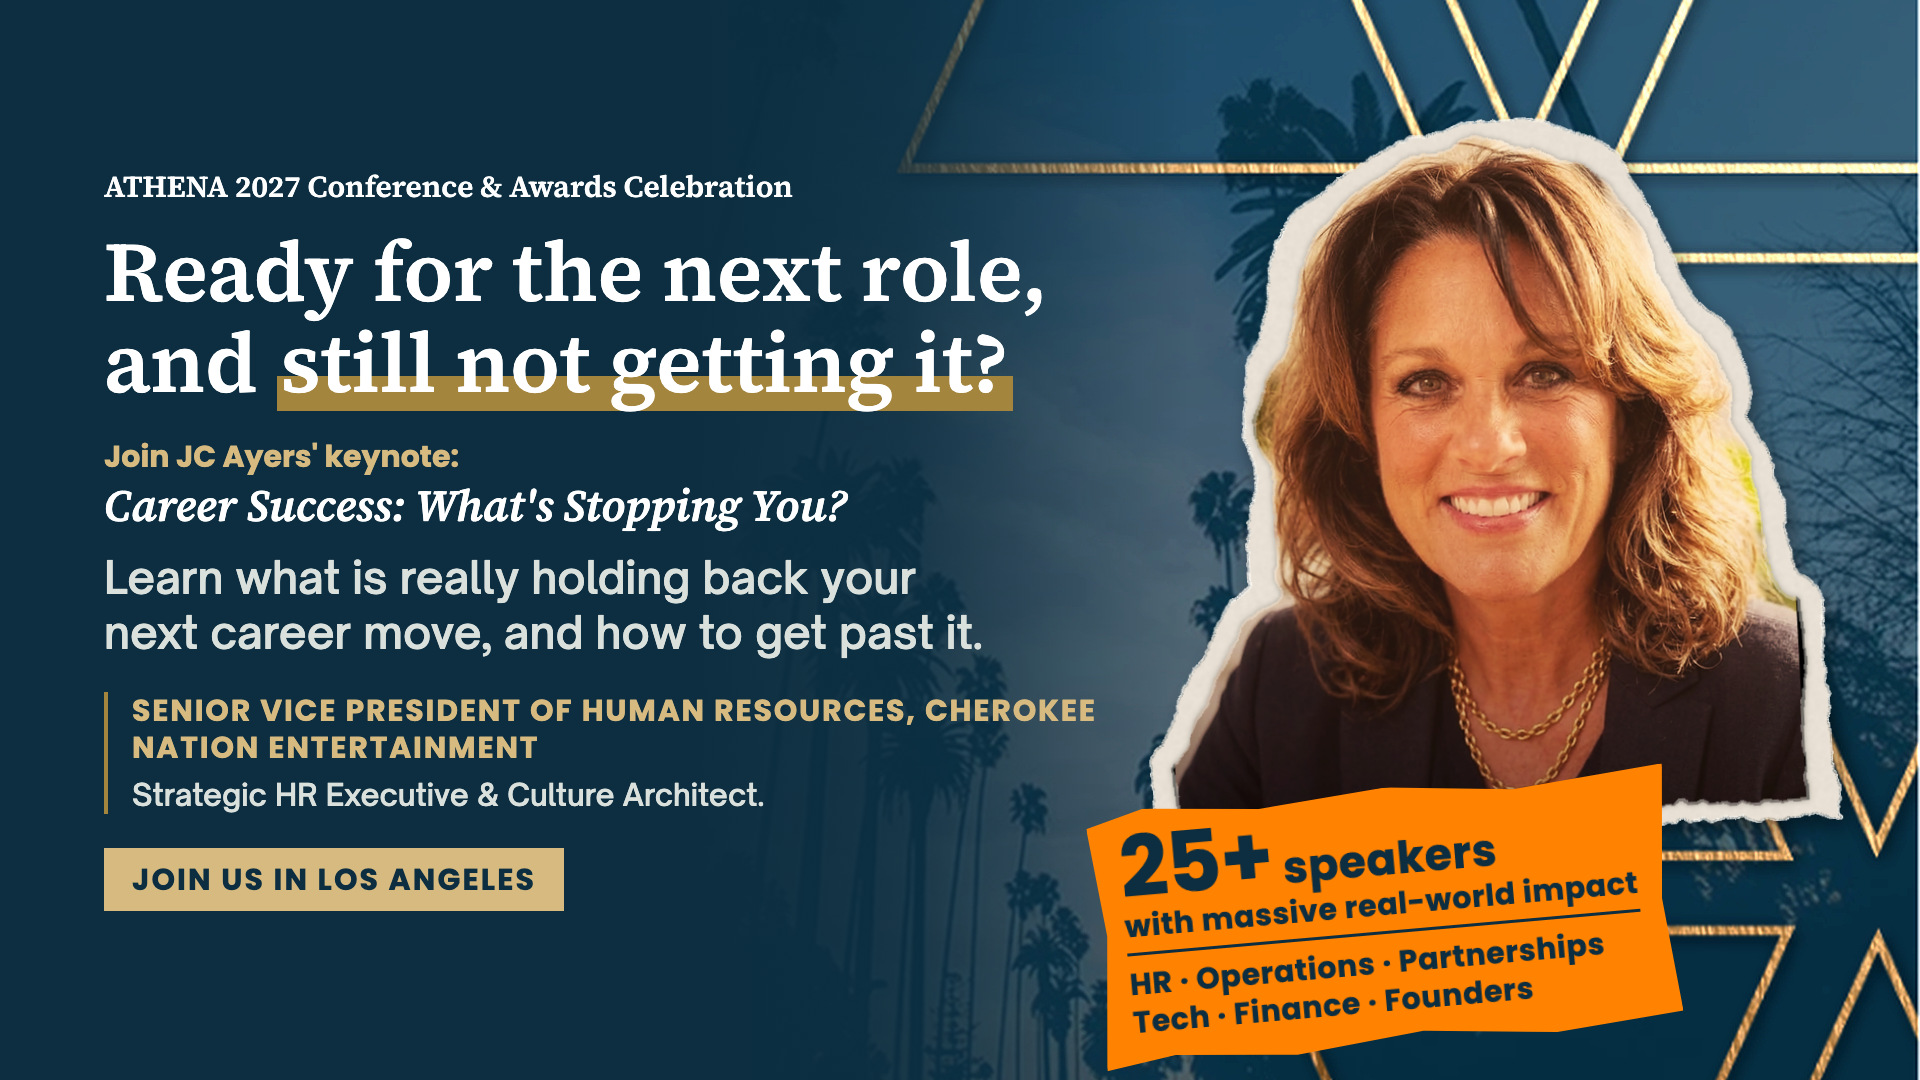 ATHENA 2027 Conference & Awards Celebration
Ready for the next role,
and still not getting it?
Join JC Ayers' keynote:
Career Success: What's Stopping You?
Learn what is really holding back your
next career move, and how to get past it.
SENIOR VICE PRESIDENT OF HUMAN RESOURCES, CHEROKEE
NATION ENTERTAINMENT
Strategic HR Executive & Culture Architect.
JOIN US IN LOS ANGELES
25+ speakers
with massive real-world impact
HR · Operations · Partnerships
Tech · Finance · Founders